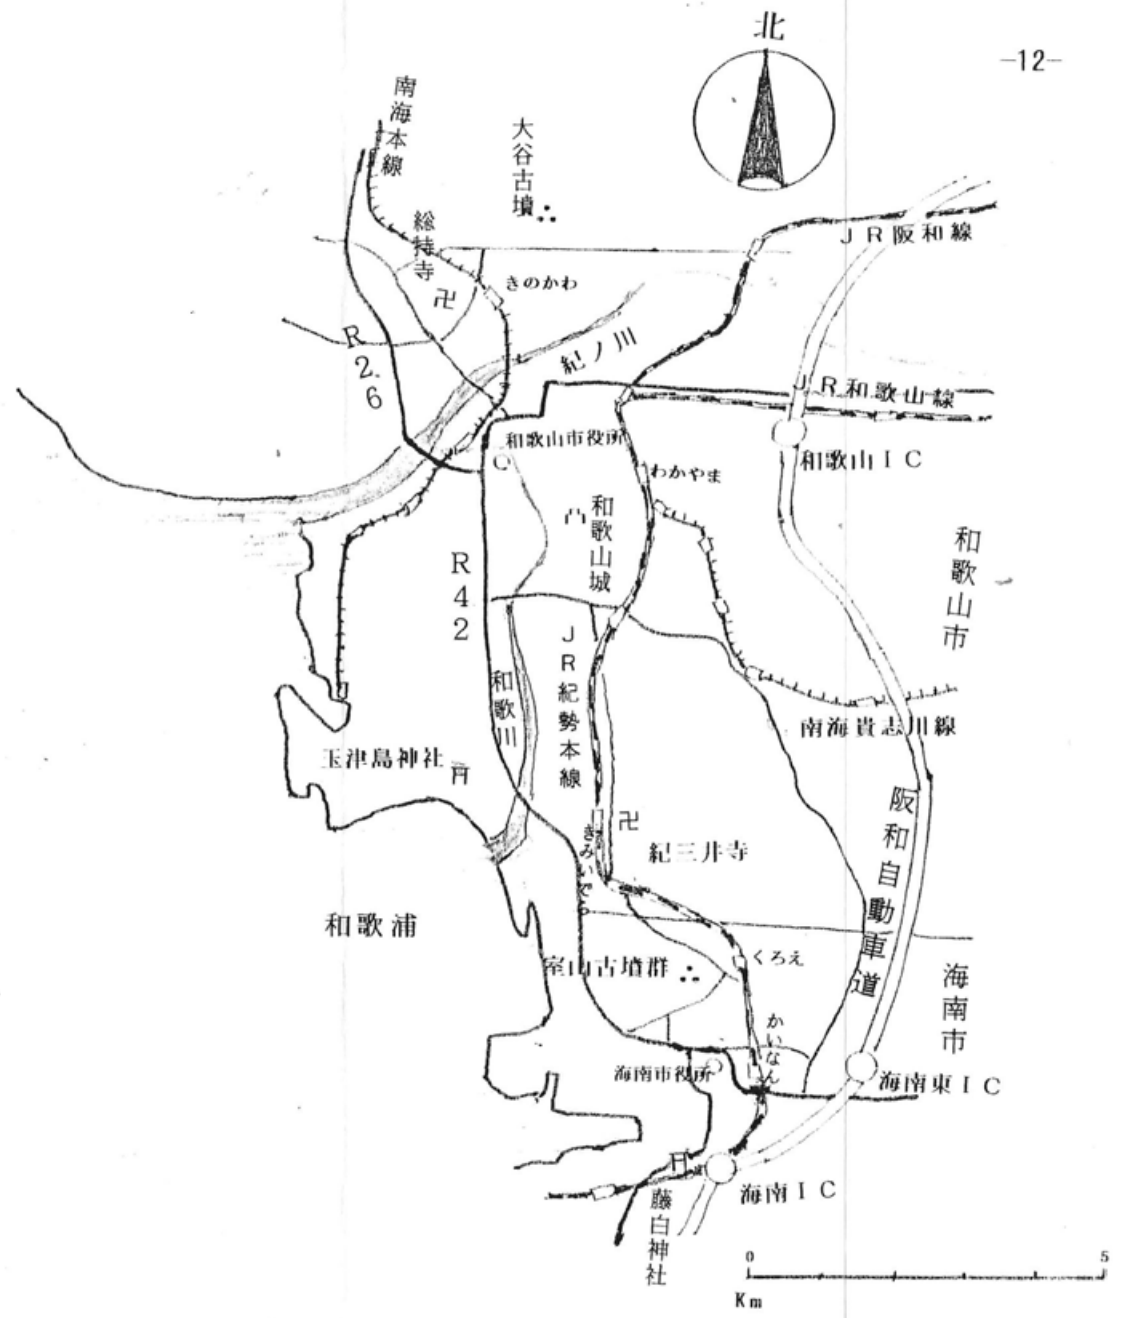 北
-12-
南海本線
大谷古墳
総持寺
JR阪和線
きのかわ
紀ノ川
R26
JR和歌山線
和歌山市役所
和歌山IC
わかやま
和歌山城
和歌山市
R42
JR紀勢本線
和歌川
南海貴志川線
玉津島神社
阪和自動車道
きみいでら
紀三井寺
和歌浦
室山古墳群
くろえ
海南市
かいなん
海南市役所
海南東IC
海南IC
藤白神社
0
5
Km